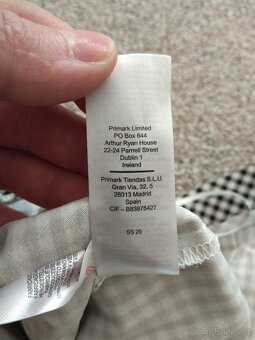 Primark Limited
PO Box 644
Arthur Ryan House
22-24 Parnell Street
Dublin 1
Ireland
Primark Tiendas S.L.U.
Gran Via, 32, 5
28013 Madrid
Spain
CIF – B83875427
SS 20